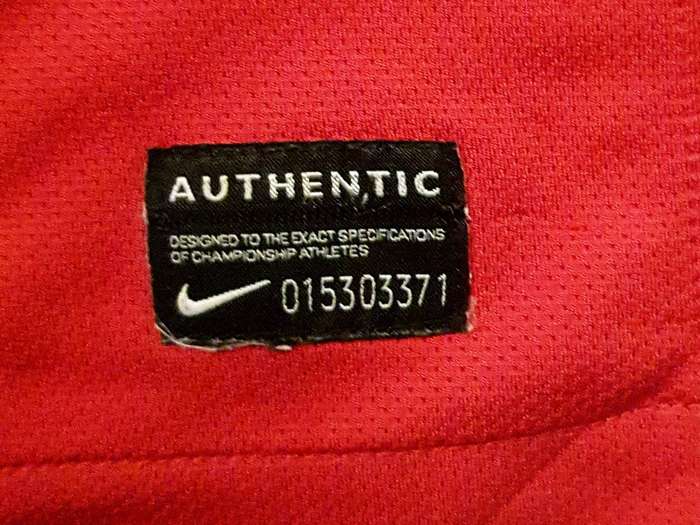 AUTHENTIC
DESIGNED TO THE EXACT SPECIFICATIONS
OF CHAMPIONSHIP ATHLETES
015303371